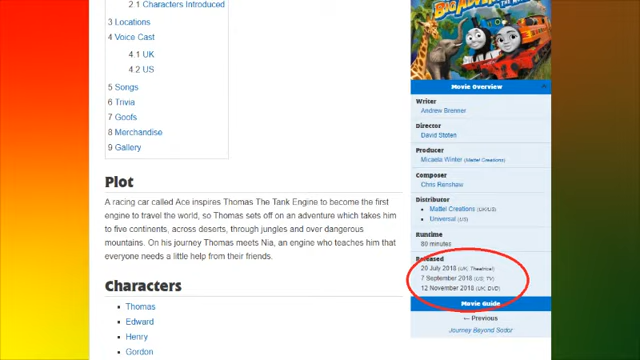 2.1 Characters Introduced
3 Locations
4 Voice Cast
4.1 UK
4.2 US
5 Songs
6 Trivia
7 Goofs
8 Merchandise
9 Gallery
Plot
A racing car called Ace inspires Thomas The Tank Engine to become the first
engine to travel the world, so Thomas sets off on an adventure which takes him
to five continents, across deserts, through jungles and over dangerous
mountains. On his journey Thomas meets Nia, an engine who teaches him that
everyone needs a little help from their friends.
Characters
• Thomas
• Edward
• Henry
• Gordon
Movie Overview
Writer
Andrew Brenner
Director
David Stoten
Producer
Micaela Winter (Mattel Creations)
Composer
Chris Renshaw
Distributor
• Mattel Creations (UK/US)
• Universal (US)
Runtime
80 minutes
Released
20 July 2018 (UK; Theatrical)
7 September 2018 (US; TV)
12 November 2018 (UK; DVD)
Movie Guide
← Previous
Journey Beyond Sodor